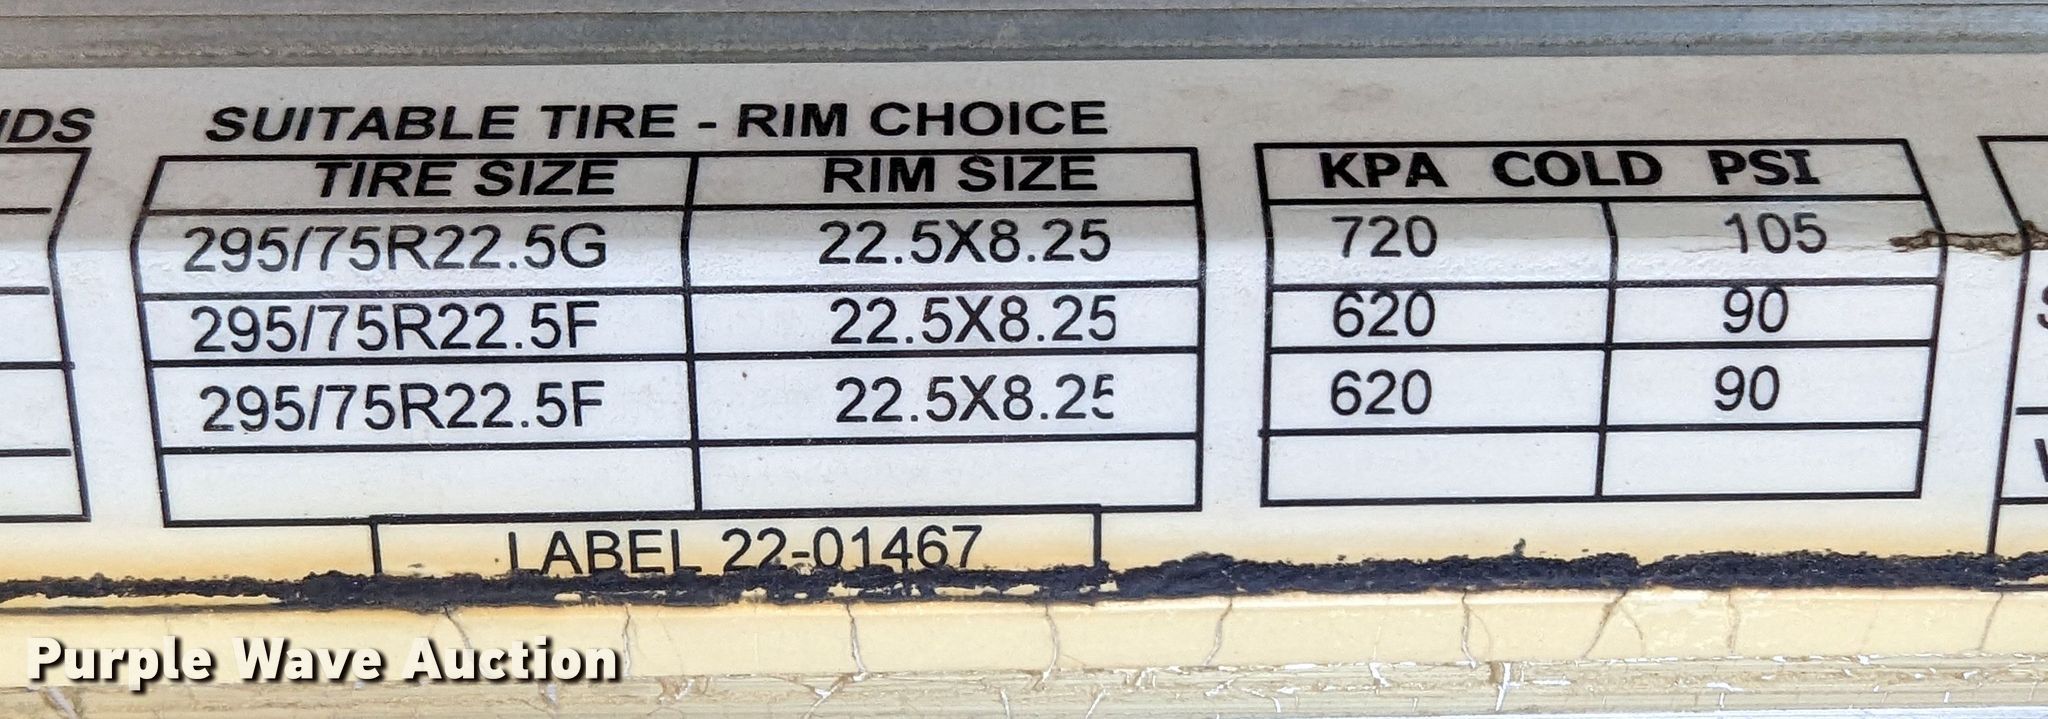 SUITABLE TIRE - RIM CHOICE
TIRE SIZE RIM SIZE KPA COLD PSI
295/75R22.5G 22.5X8.25 720 105
295/75R22.5F 22.5X8.25 620 90
295/75R22.5F 22.5X8.25 620 90
LABEL 22-01467
Purple Wave Auction